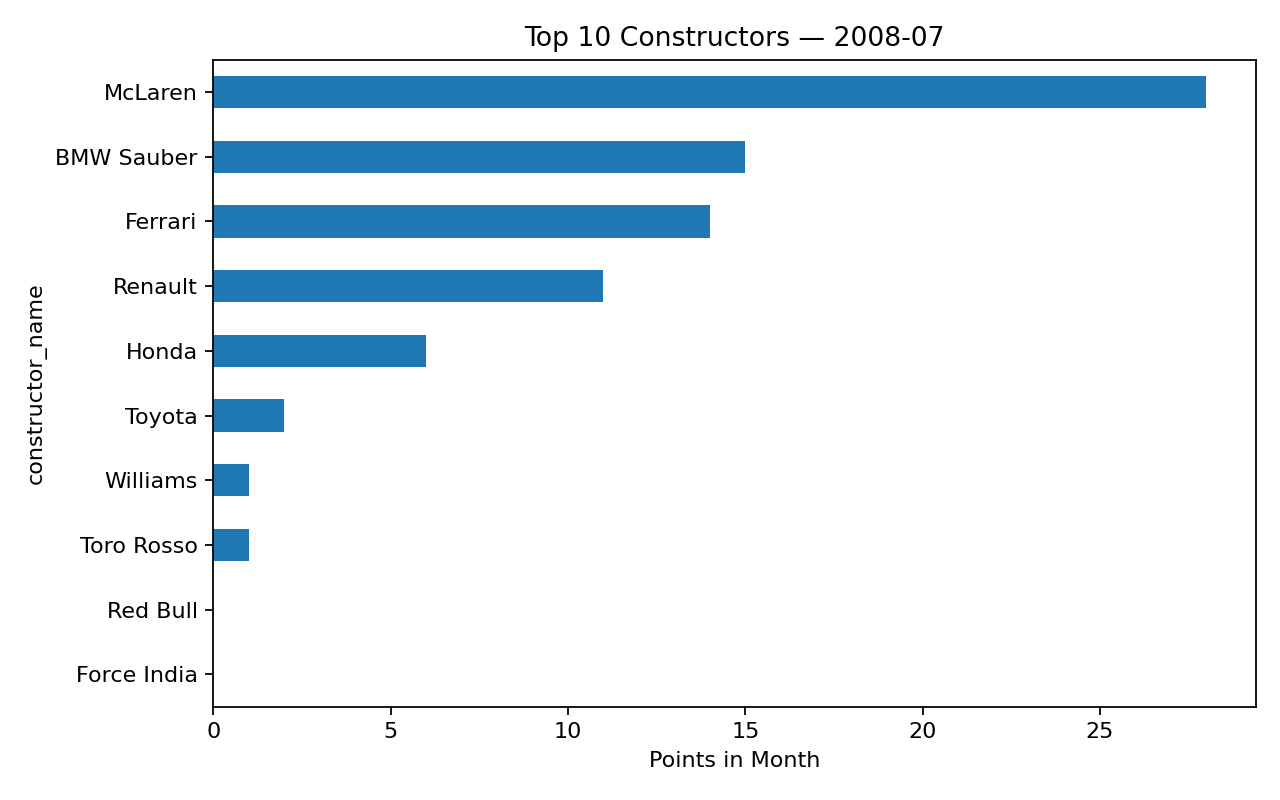 Top 10 Constructors — 2008-07
McLaren
BMW Sauber
Ferrari
Renault
Honda
Toyota
Williams
Toro Rosso
Red Bull
Force India
constructor_name
0 5 10 15 20 25
Points in Month